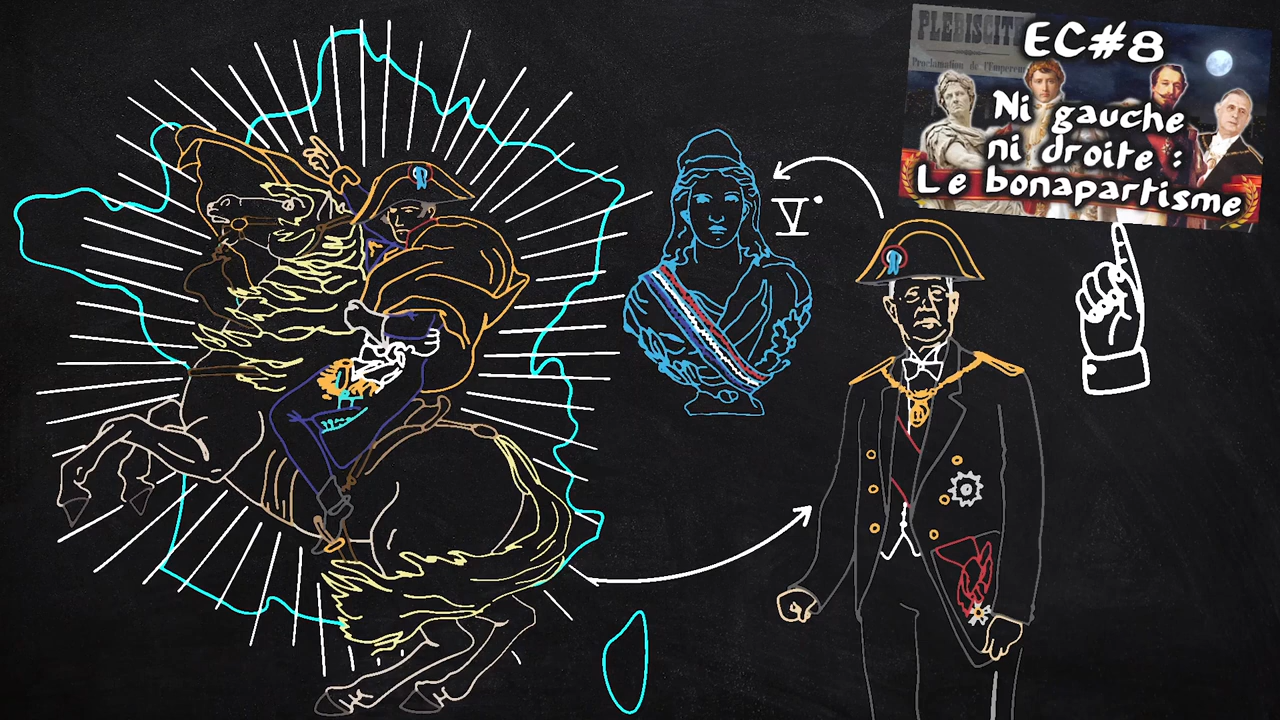 PLEBISCITE
Proclamation de l'Empereur
EC#8
Ni gauche
ni droite :
Le bonapartisme
V°